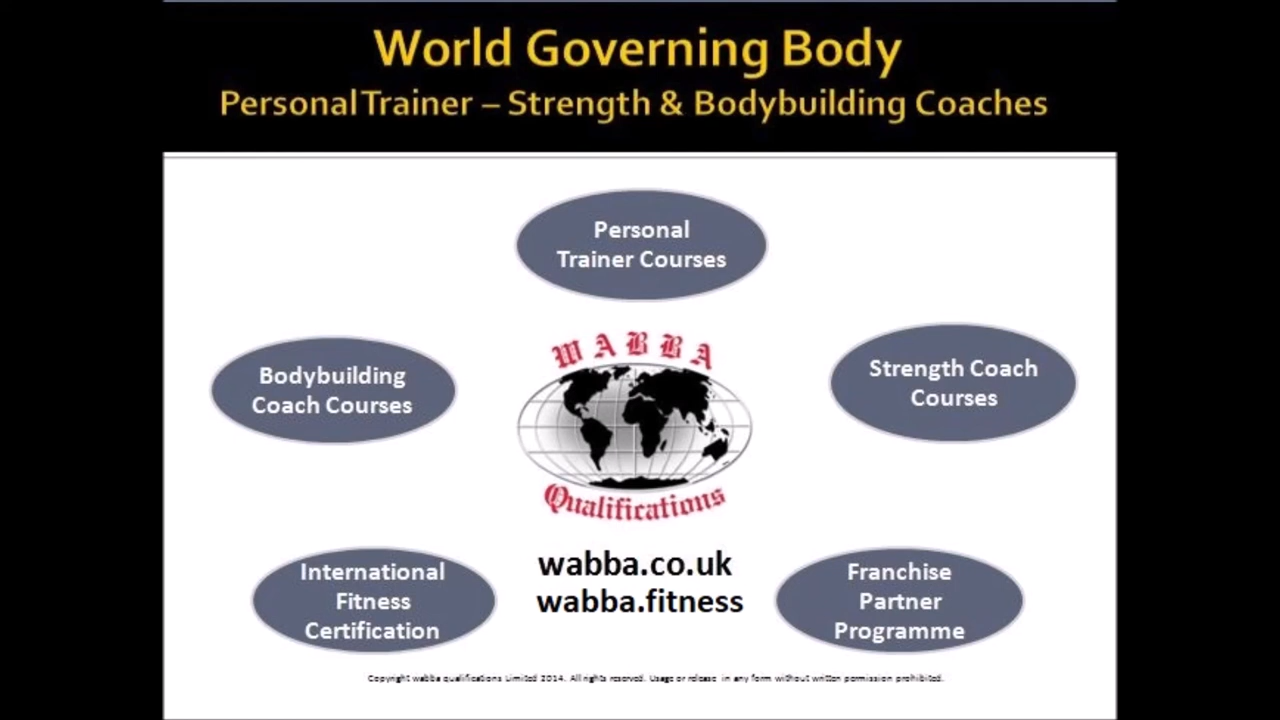 World Governing Body
Personal Trainer – Strength & Bodybuilding Coaches
Personal
Trainer Courses
Bodybuilding
Coach Courses
Strength Coach
Courses
WABBA
Qualifications
wabba.co.uk
wabba.fitness
International
Fitness
Certification
Franchise
Partner
Programme
Copyright wabba qualifications Limited 2014. All rights reserved. Usage or release in any form without written permission prohibited.